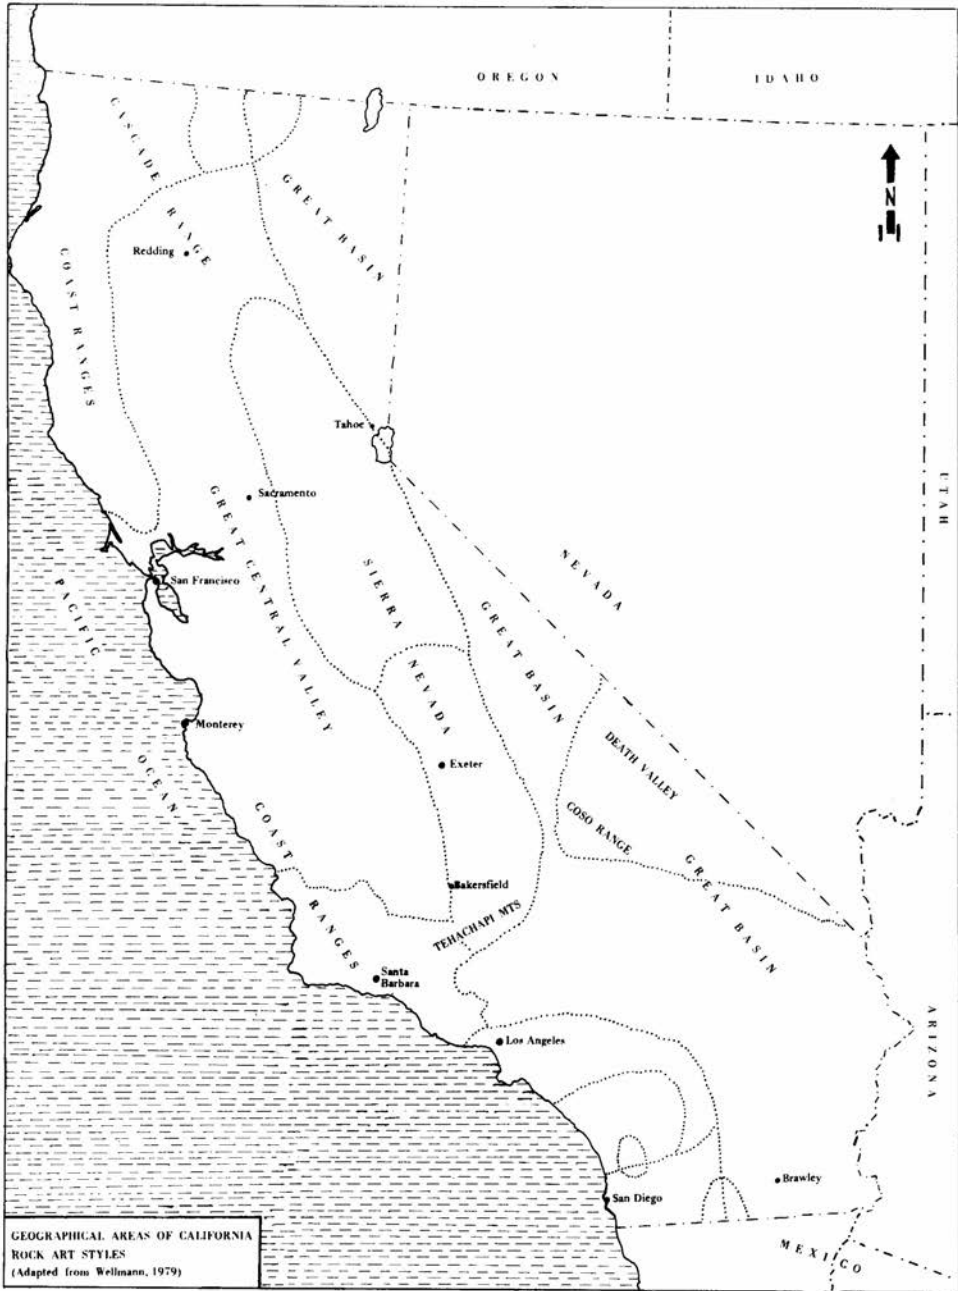 OREGON
IDAHO
CASCADE RANGE
GREAT BASIN
N
Redding
COAST RANGES
Tahoe
UTAH
Sacramento
GREAT CENTRAL VALLEY
NEVADA
San Francisco
PACIFIC OCEAN
SIERRA NEVADA
GREAT BASIN
Monterey
DEATH VALLEY
Exeter
COSO RANGE
COAST RANGES
GREAT BASIN
Bakersfield
TEHACHAPI MTS
Santa
Barbara
ARIZONA
Los Angeles
Brawley
San Diego
MEXICO
GEOGRAPHICAL AREAS OF CALIFORNIA
ROCK ART STYLES
(Adapted from Wellmann, 1979)